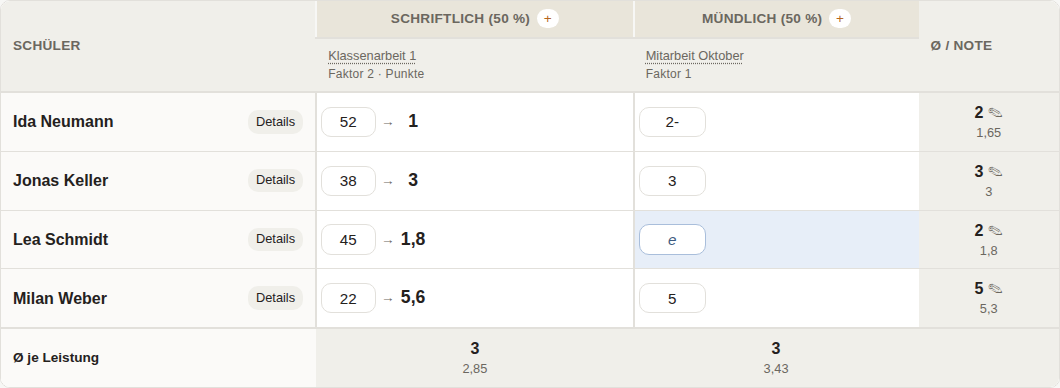 SCHÜLER
SCHRIFTLICH (50 %) +
MÜNDLICH (50 %) +
Ø / NOTE
Klassenarbeit 1
Faktor 2 · Punkte
Mitarbeit Oktober
Faktor 1
Ida Neumann Details 52 → 1 2- 2 ✎
1,65
Jonas Keller Details 38 → 3 3 3 ✎
3
Lea Schmidt Details 45 → 1,8 e 2 ✎
1,8
Milan Weber Details 22 → 5,6 5 5 ✎
5,3
Ø je Leistung 3 3
2,85 3,43